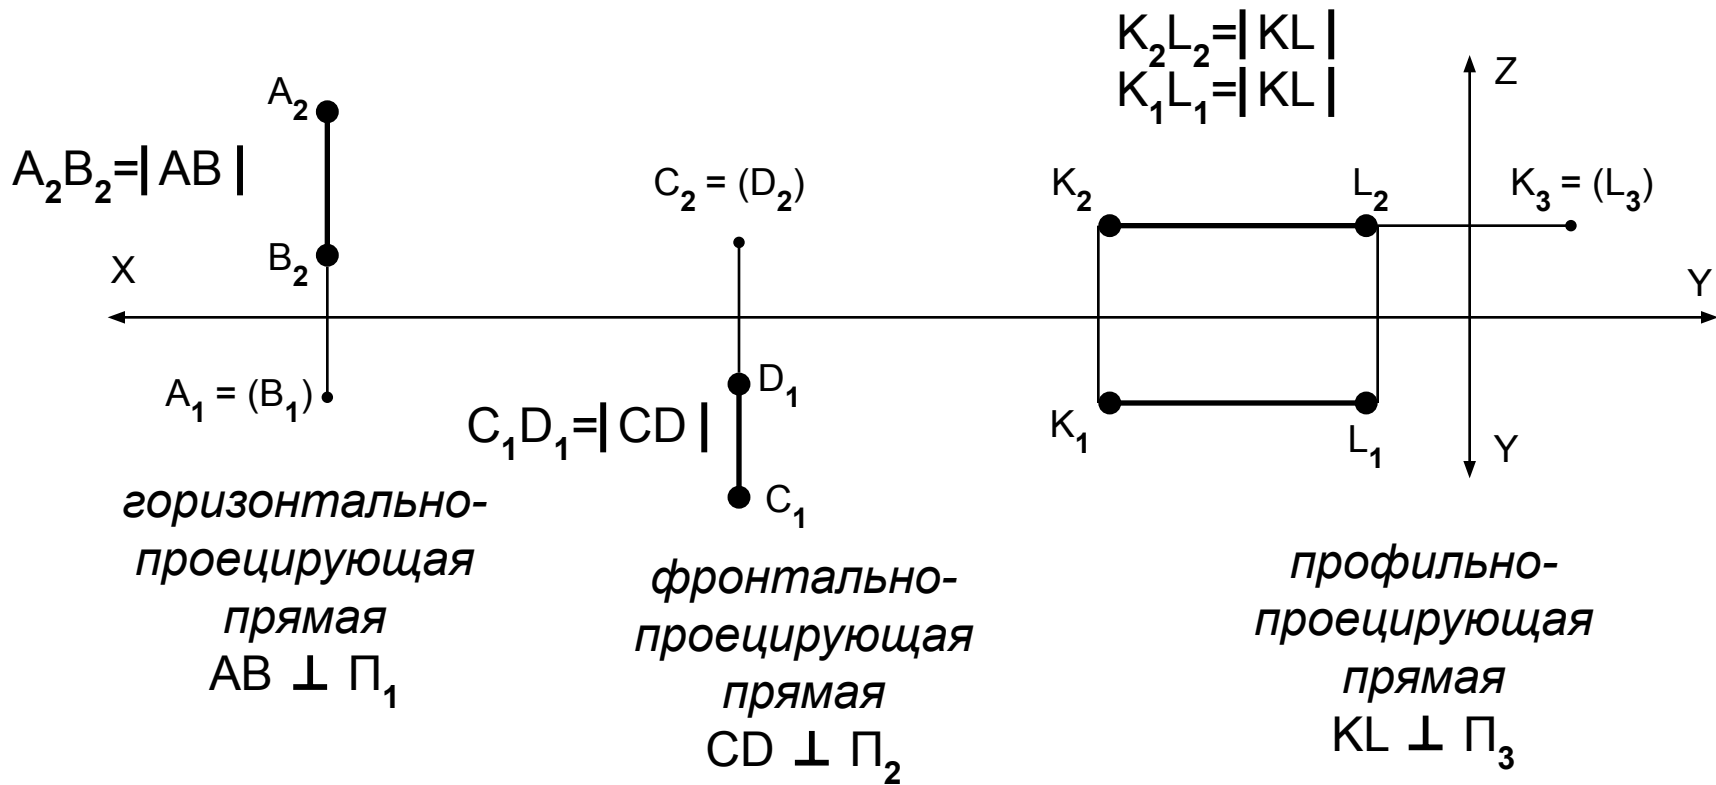 K₂L₂=|KL|
K₁L₁=|KL|
A₂
Z
A₂B₂=|AB|
C₂ = (D₂)
K₂
L₂
K₃ = (L₃)
B₂
X
Y
A₁ = (B₁)
D₁
C₁D₁=|CD|
K₁
L₁
Y
C₁
горизонтально-
проецирующая
прямая
AB ⊥ П₁
фронтально-
проецирующая
прямая
CD ⊥ П₂
профильно-
проецирующая
прямая
KL ⊥ П₃